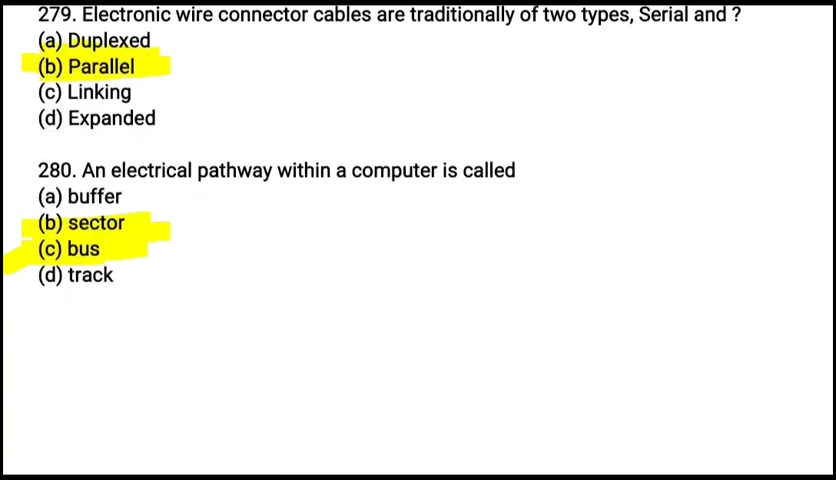 279. Electronic wire connector cables are traditionally of two types, Serial and ?
(a) Duplexed
(b) Parallel
(c) Linking
(d) Expanded
280. An electrical pathway within a computer is called
(a) buffer
(b) sector
(c) bus
(d) track